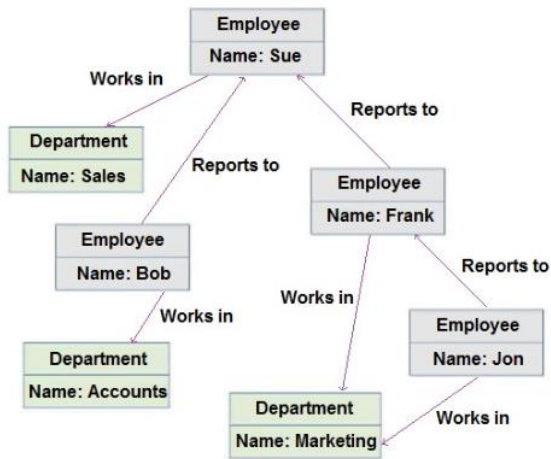 Employee
Name: Sue
Works in
Reports to
Department
Name: Sales
Reports to
Employee
Name: Frank
Employee
Name: Bob
Reports to
Works in
Works in
Employee
Name: Jon
Department
Name: Accounts
Department
Name: Marketing
Works in